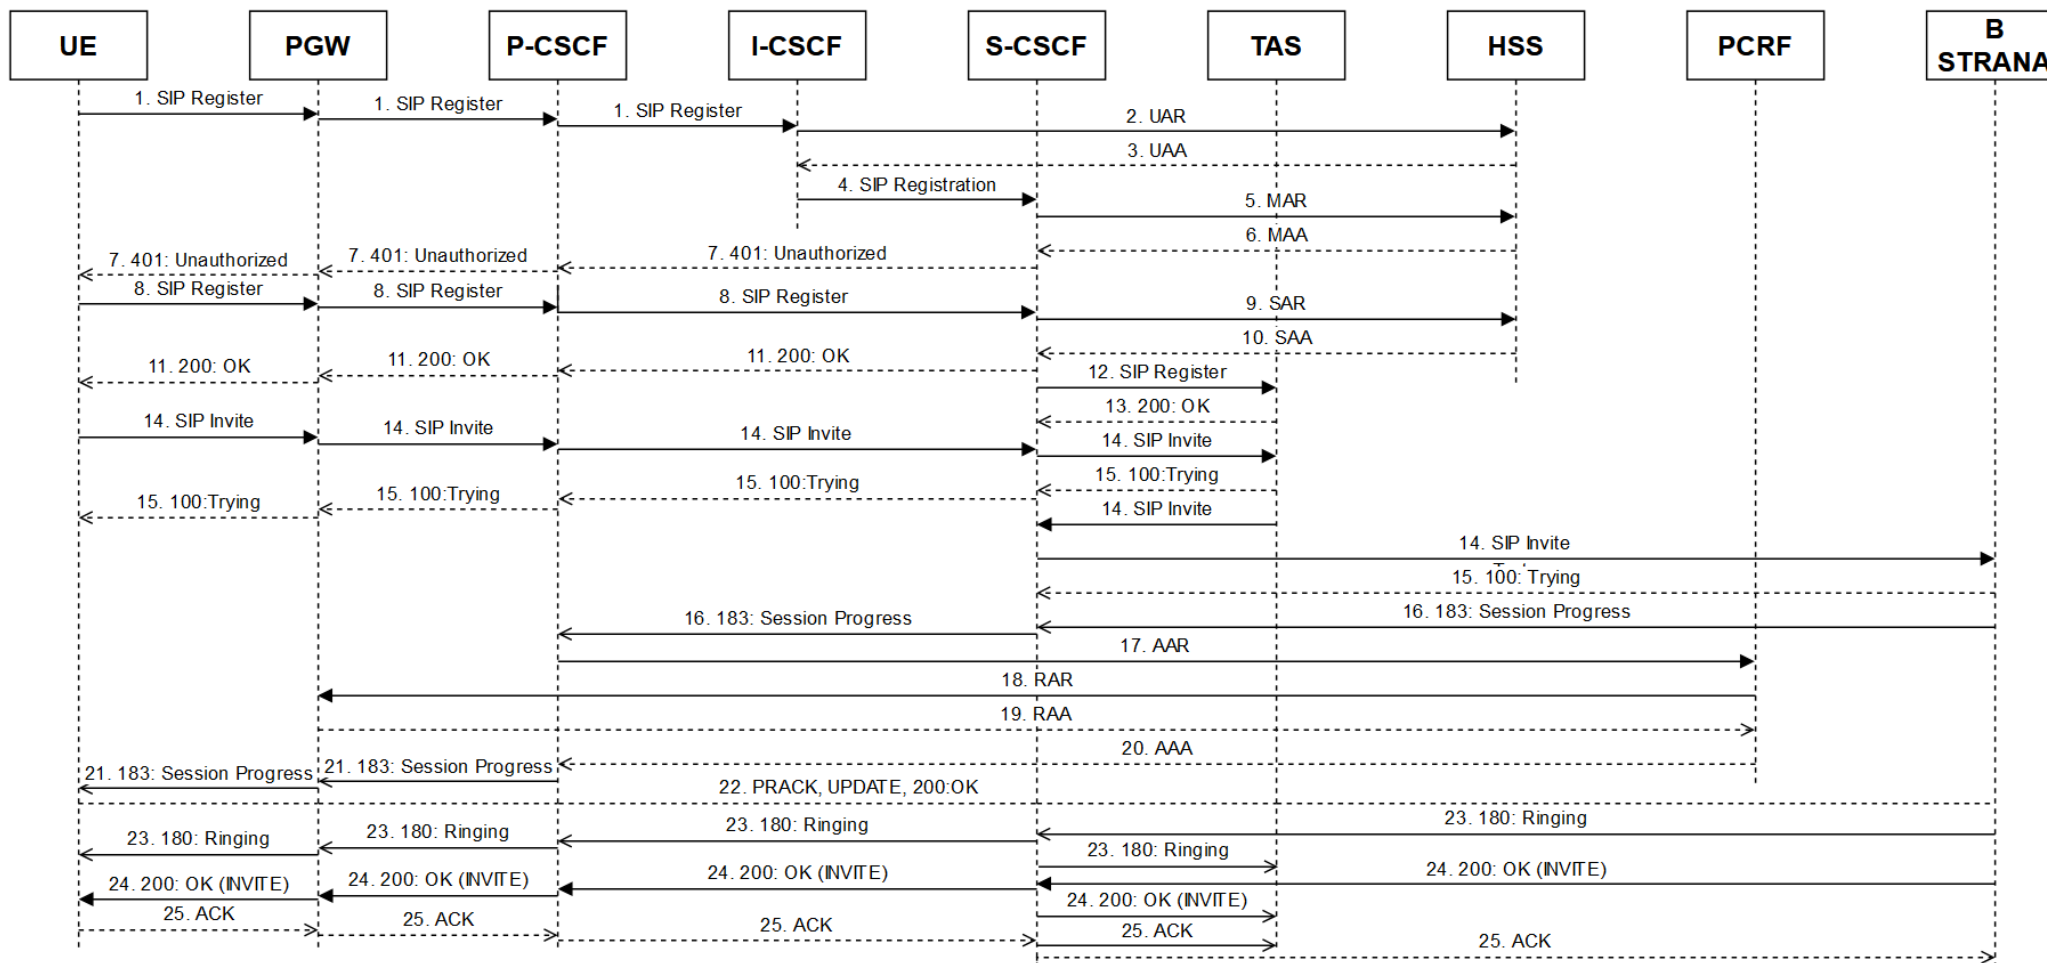 UE
PGW
P-CSCF
I-CSCF
S-CSCF
TAS
HSS
PCRF
B
STRANA
1. SIP Register
1. SIP Register
1. SIP Register
2. UAR
3. UAA
4. SIP Registration
5. MAR
6. MAA
7. 401: Unauthorized
7. 401: Unauthorized
7. 401: Unauthorized
8. SIP Register
8. SIP Register
8. SIP Register
9. SAR
10. SAA
11. 200: OK
11. 200: OK
11. 200: OK
12. SIP Register
13. 200: OK
14. SIP Invite
14. SIP Invite
14. SIP Invite
14. SIP Invite
15. 100:Trying
15. 100:Trying
15. 100:Trying
15. 100:Trying
14. SIP Invite
14. SIP Invite
15. 100: Trying
16. 183: Session Progress
16. 183: Session Progress
17. AAR
18. RAR
19. RAA
20. AAA
21. 183: Session Progress
21. 183: Session Progress
22. PRACK, UPDATE, 200:OK
23. 180: Ringing
23. 180: Ringing
23. 180: Ringing
23. 180: Ringing
23. 180: Ringing
24. 200: OK (INVITE)
24. 200: OK (INVITE)
24. 200: OK (INVITE)
24. 200: OK (INVITE)
24. 200: OK (INVITE)
25. ACK
25. ACK
25. ACK
25. ACK
25. ACK